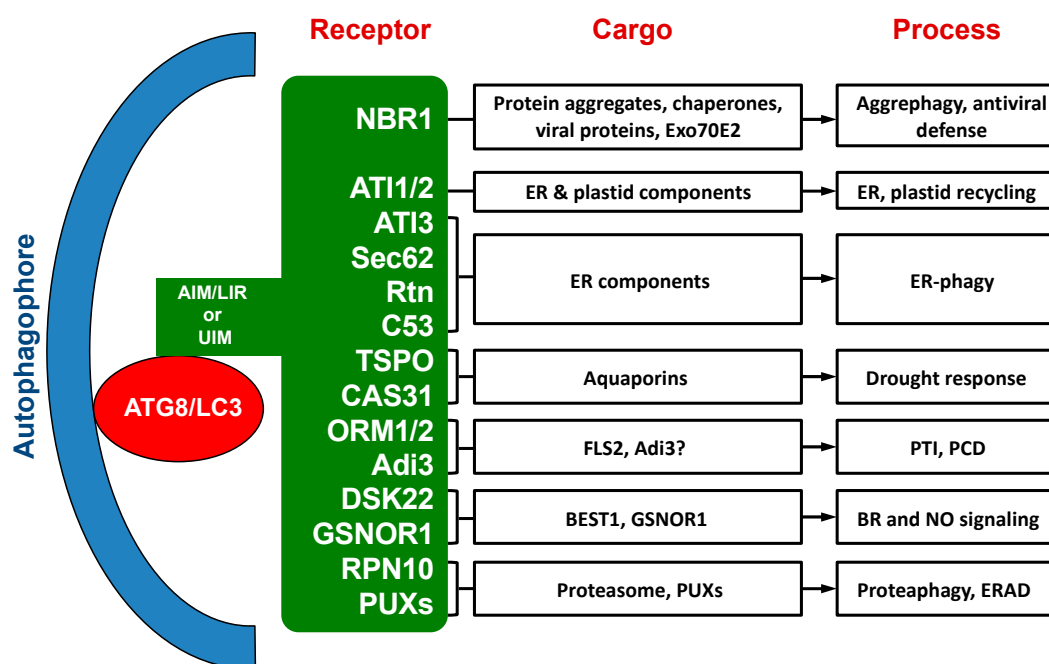 Receptor
Cargo
Process
Autophagophore
AIM/LIR
or
UIM
ATG8/LC3
NBR1
Protein aggregates, chaperones,
viral proteins, Exo70E2
Aggrephagy, antiviral
defense
ATI1/2
ER & plastid components
ER, plastid recycling
ATI3
Sec62
Rtn
C53
ER components
ER-phagy
TSPO
CAS31
Aquaporins
Drought response
ORM1/2
Adi3
FLS2, Adi3?
PTI, PCD
DSK22
GSNOR1
BEST1, GSNOR1
BR and NO signaling
RPN10
PUXs
Proteasome, PUXs
Proteaphagy, ERAD